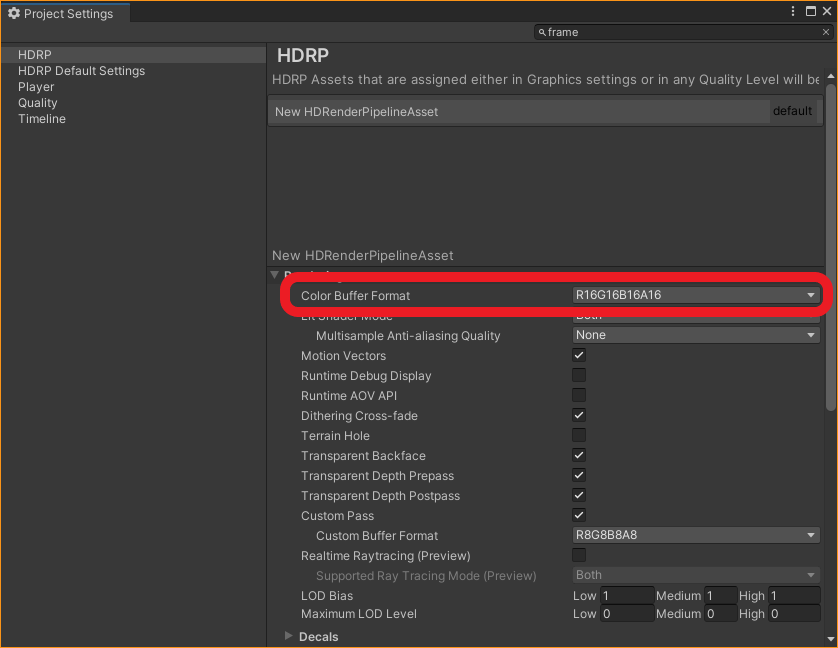 Project Settings
frame
HDRP
HDRP Default Settings
Player
Quality
Timeline
HDRP
HDRP Assets that are assigned either in Graphics settings or in any Quality Level will be
New HDRenderPipelineAsset default
New HDRenderPipelineAsset
Color Buffer Format R16G16B16A16
Lit Shader Mode Both
Multisample Anti-aliasing Quality None
Motion Vectors
Runtime Debug Display
Runtime AOV API
Dithering Cross-fade
Terrain Hole
Transparent Backface
Transparent Depth Prepass
Transparent Depth Postpass
Custom Pass
Custom Buffer Format R8G8B8A8
Realtime Raytracing (Preview)
Supported Ray Tracing Mode (Preview) Both
LOD Bias Low 1 Medium 1 High 1
Maximum LOD Level Low 0 Medium 0 High 0
Decals